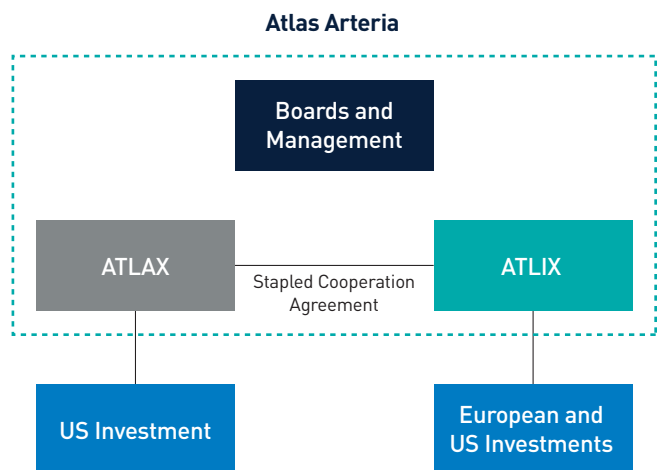 Atlas Arteria
Boards and
Management
ATLAX
Stapled Cooperation
Agreement
ATLIX
US Investment
European and
US Investments